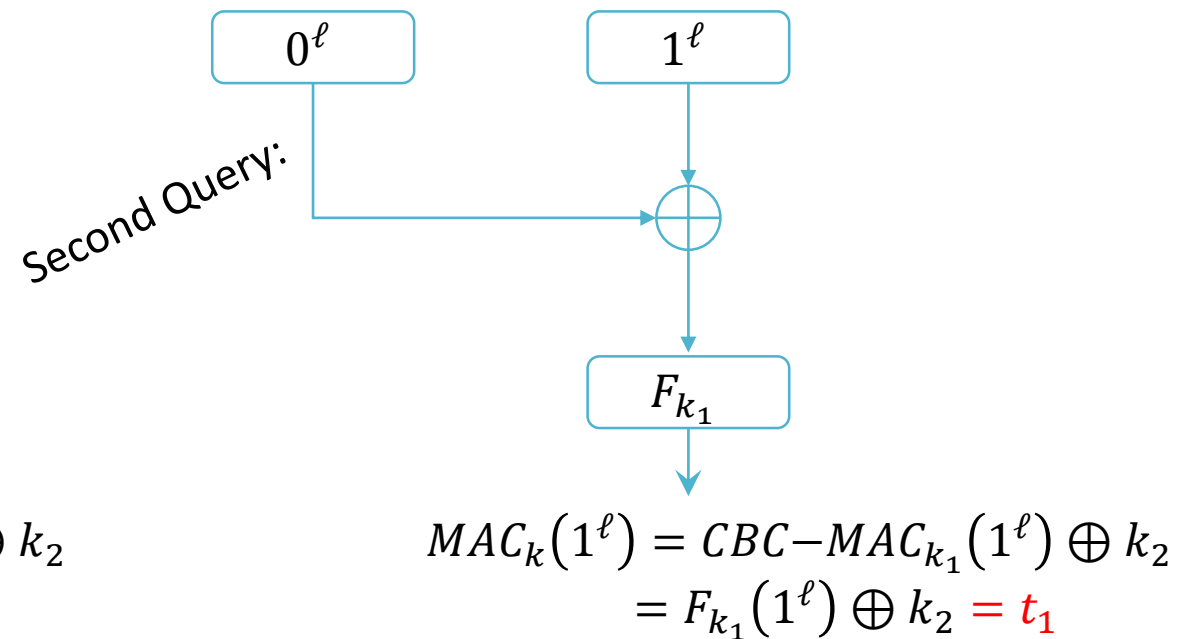 0^ℓ
1^ℓ
Second Query:
F_{k_1}
⊕ k_2
MAC_k(1^ℓ) = CBC−MAC_{k_1}(1^ℓ) ⊕ k_2
= F_{k_1}(1^ℓ) ⊕ k_2 = t_1